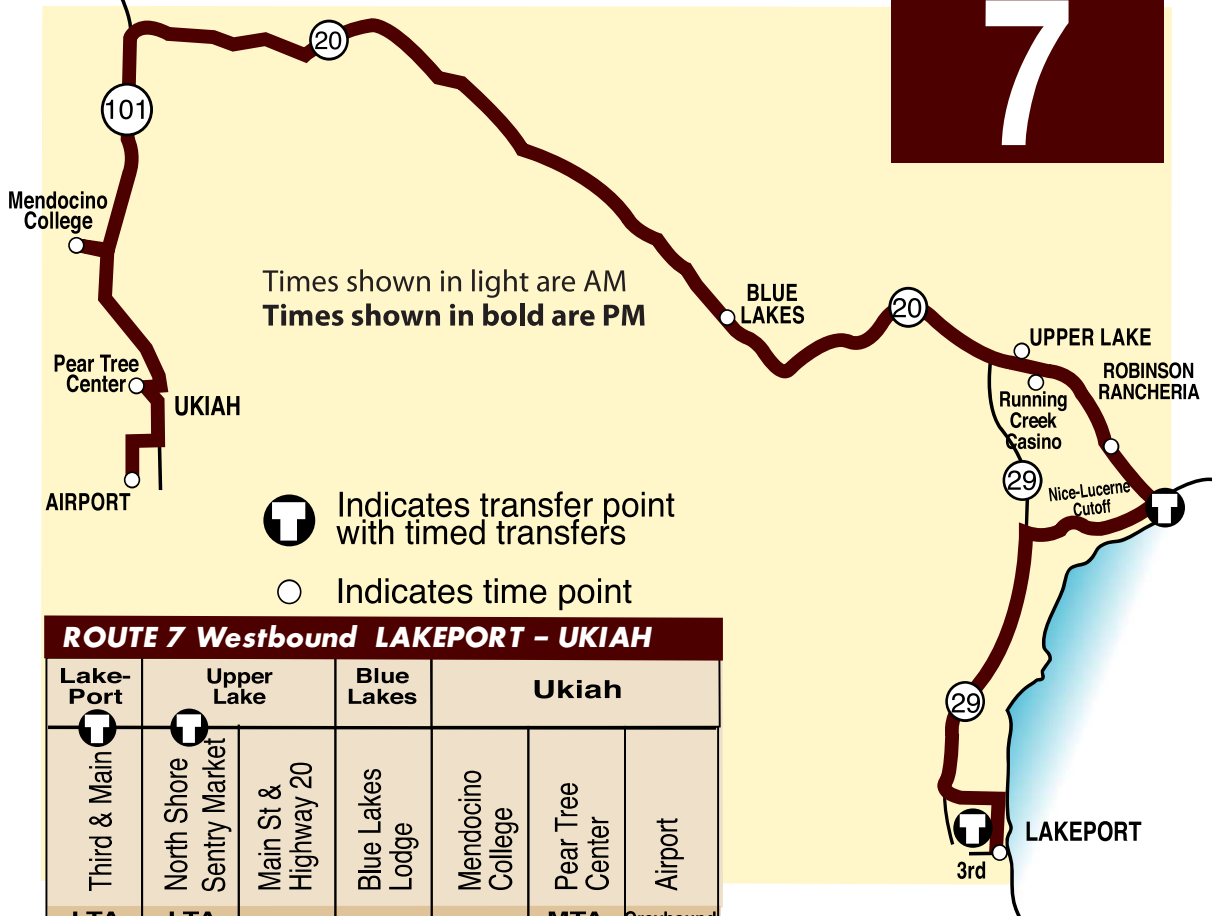 7
20
101
Mendocino
College
Times shown in light are AM
Times shown in bold are PM
BLUE
LAKES
20
UPPER LAKE
ROBINSON
RANCHERIA
Pear Tree
Center
UKIAH
Running
Creek
Casino
AIRPORT
29
Nice-Lucerne
Cutoff
T
T Indicates transfer point
with timed transfers
Indicates time point
29
T
LAKEPORT
3rd
ROUTE 7 Westbound LAKEPORT – UKIAH
Lake-
Port
Upper
Lake
Blue
Lakes
Ukiah
T
T
Third & Main
North Shore
Sentry Market
Main St &
Highway 20
Blue Lakes
Lodge
Mendocino
College
Pear Tree
Center
Airport
LTA
LTA
MTA
Greyhound